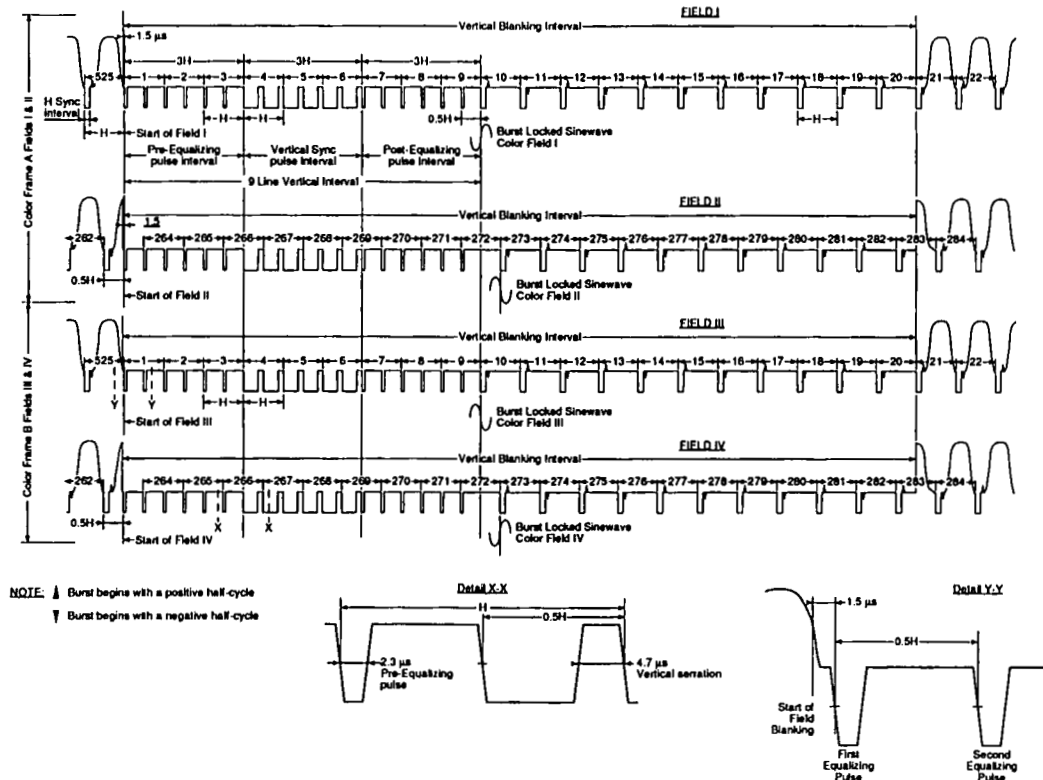 FIELD I
Vertical Blanking Interval
1.5 µs
3H 3H 3H
525 1 2 3 4 5 6 7 8 9 10 11 12 13 14 15 16 17 18 19 20 21 22
H Sync
interval
H
H H
0.5H
H
Start of Field I
Burst Locked Sinewave
Color Field I
Pre-Equalizing
pulse interval
Vertical Sync
pulse Interval
Post-Equalizing
pulse Interval
9 Line Vertical Interval
Color Frame A Fields I & II
FIELD II
Vertical Blanking Interval
1.5
262 264 265 266 267 268 269 270 271 272 273 274 275 276 277 278 279 280 281 282 283 284
0.5H
Start of Field II
Burst Locked Sinewave
Color Field II
FIELD III
Vertical Blanking Interval
525 1 2 3 4 5 6 7 8 9 10 11 12 13 14 15 16 17 18 19 20 21 22
Y Y
H H
Start of Field III
Burst Locked Sinewave
Color Field III
Color Frame B Fields III & IV
FIELD IV
Vertical Blanking Interval
262 264 265 266 267 268 269 270 271 272 273 274 275 276 277 278 279 280 281 282 283 284
0.5H
X X
Start of Field IV
Burst Locked Sinewave
Color Field IV
NOTE: Burst begins with a positive half-cycle
Burst begins with a negative half-cycle
Detail X-X
H
0.5H
2.3 µs
Pre-Equalizing
pulse
4.7 µs
Vertical serration
Detail Y-Y
1.5 µs
0.5H
Start of
Field
Blanking
First
Equalizing
Pulse
Second
Equalizing
Pulse